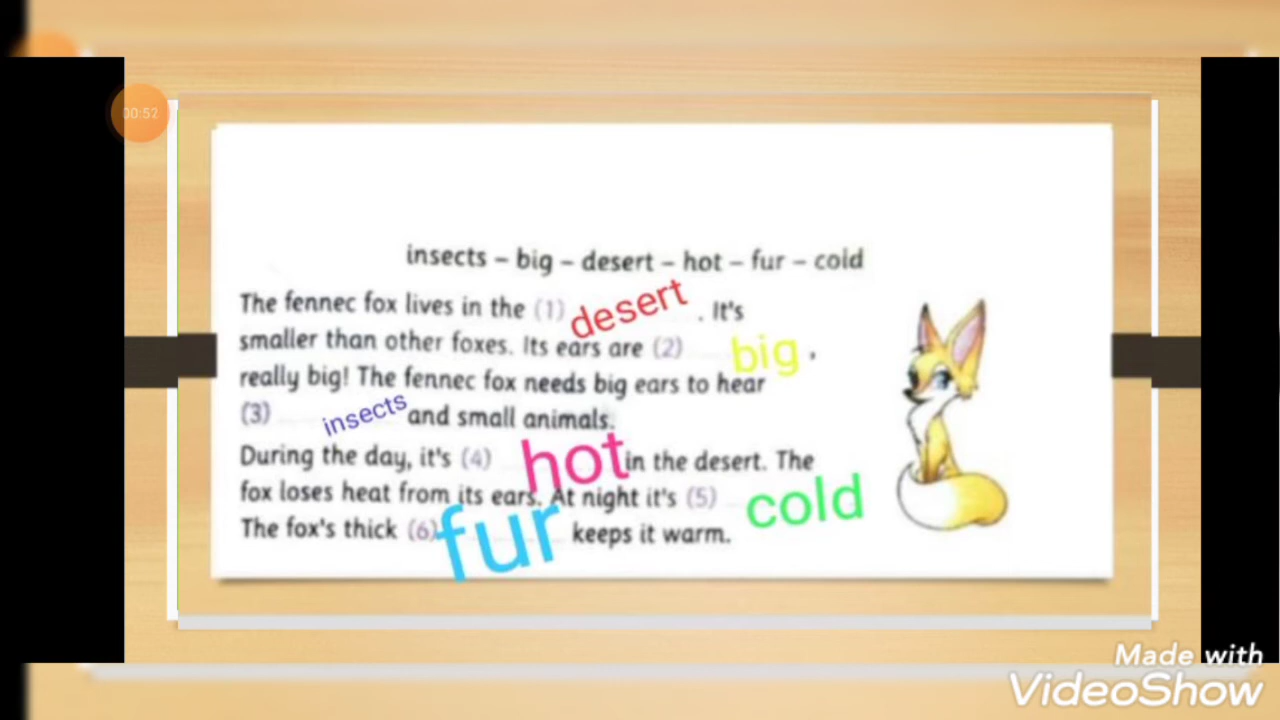 00:52
insects – big – desert – hot – fur – cold
The fennec fox lives in the (1) desert . It's
smaller than other foxes. Its ears are (2) big ,
really big! The fennec fox needs big ears to hear
(3) insects and small animals.
During the day, it's (4) hot in the desert. The
fox loses heat from its ears. At night it's (5) cold
The fox's thick (6) fur keeps it warm.
Made with
VideoShow